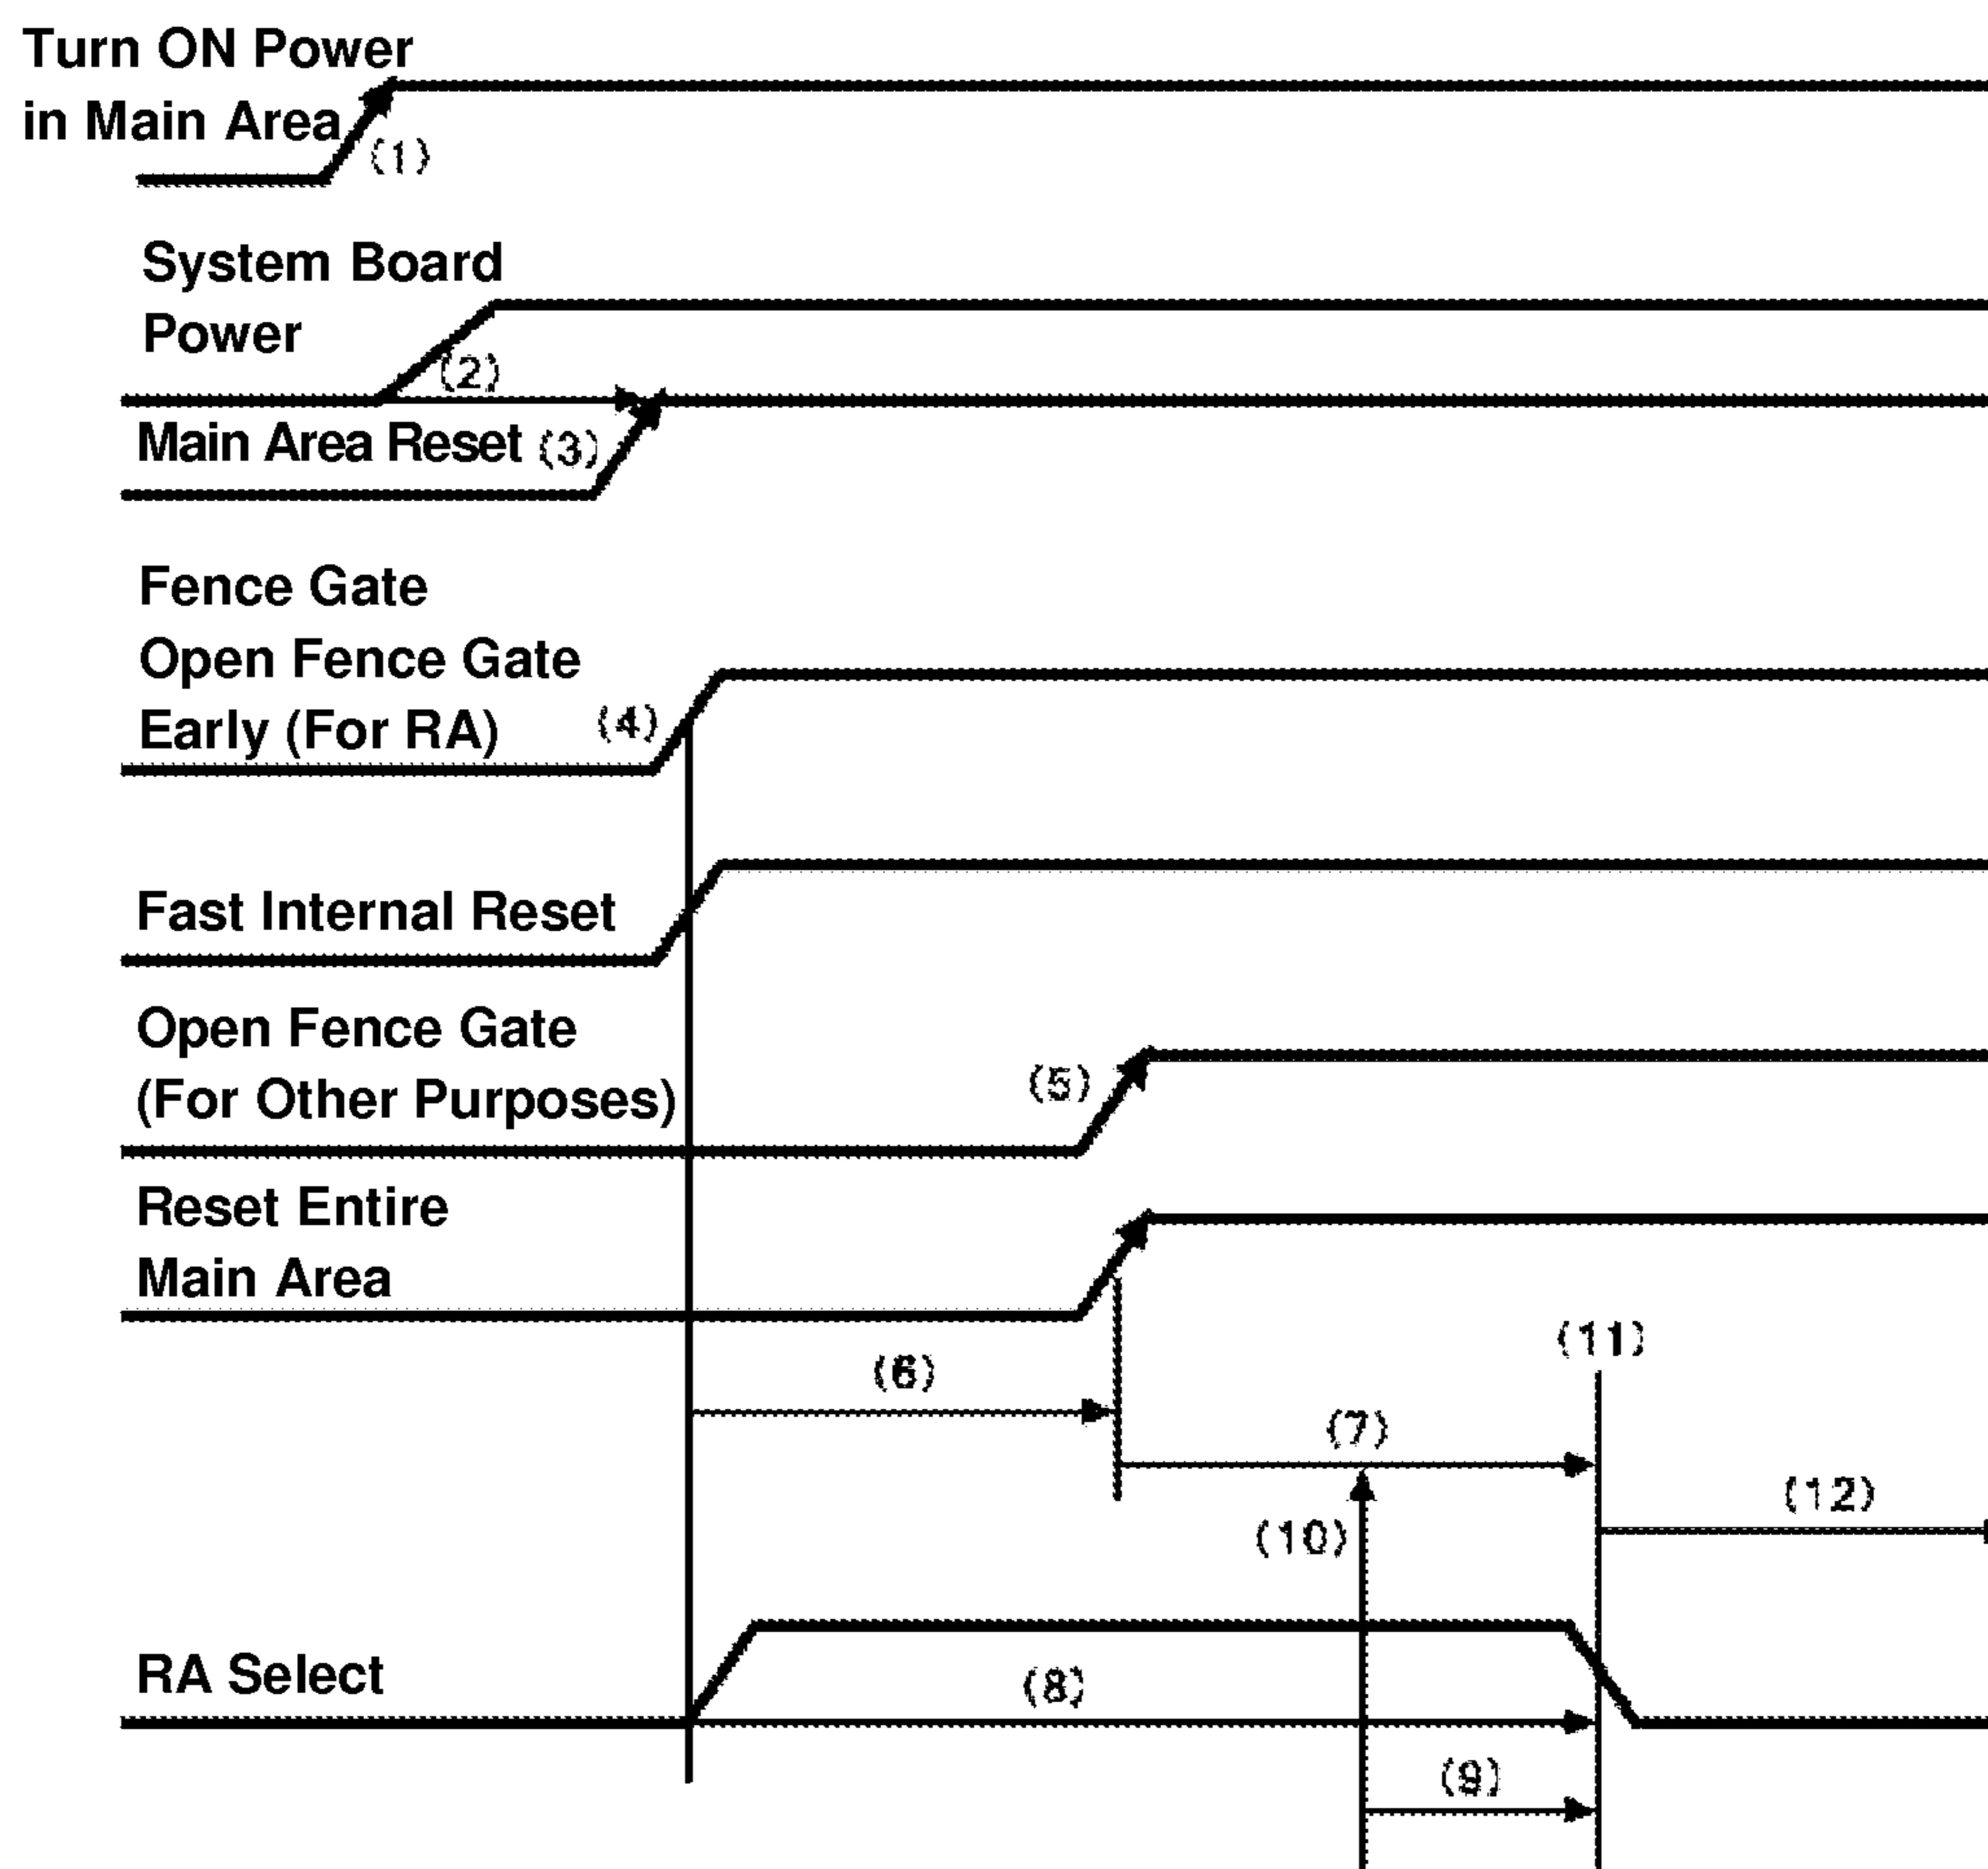 Turn ON Power
in Main Area
(1)
System Board
Power
(2)
Main Area Reset (3)
Fence Gate
Open Fence Gate
Early (For RA)
(4)
Fast Internal Reset
Open Fence Gate
(For Other Purposes)
(5)
Reset Entire
Main Area
(11)
(6)
(7)
(12)
(10)
RA Select
(8)
(9)